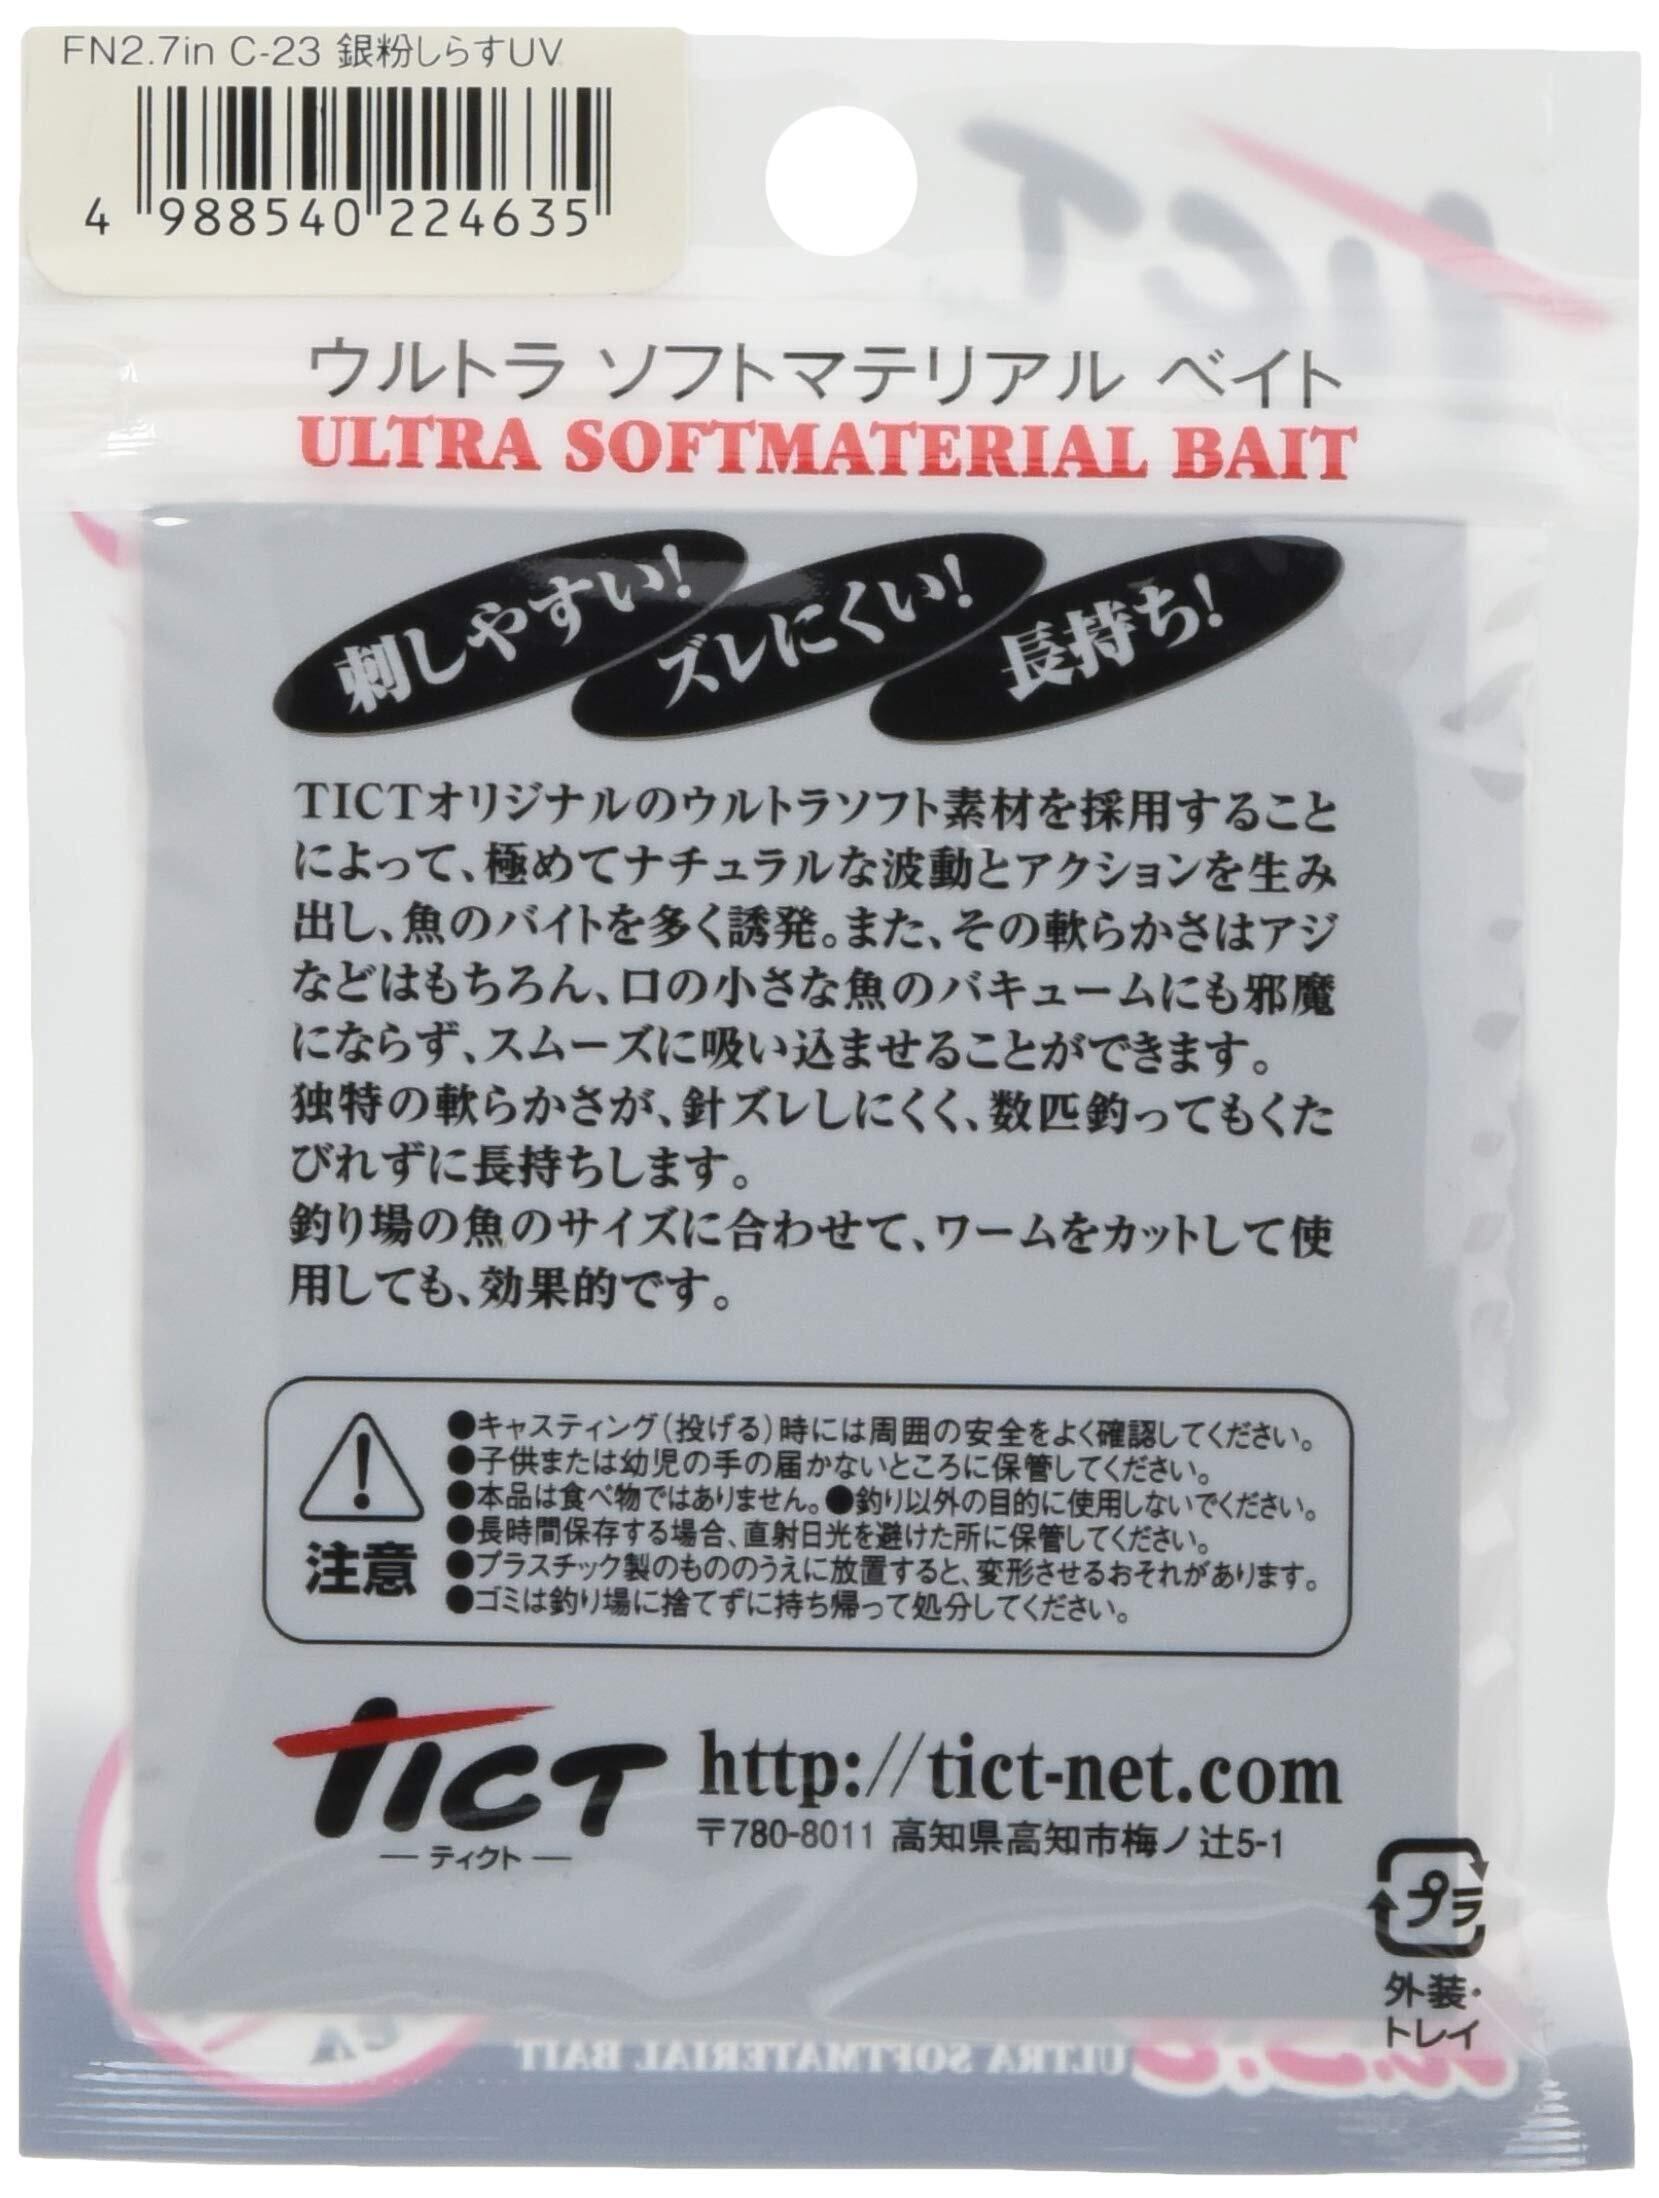 FN2.7in C-23 銀粉しらすUV
4 988540 224635
ウルトラ ソフトマテリアル ベイト
ULTRA SOFTMATERIAL BAIT
刺しやすい! ズレにくい! 長持ち!
TICTオリジナルのウルトラソフト素材を採用すること
によって、極めてナチュラルな波動とアクションを生み
出し、魚のバイトを多く誘発。また、その軟らかさはアジ
などはもちろん、口の小さな魚のバキュームにも邪魔
にならず、スムーズに吸い込ませることができます。
独特の軟らかさが、針ズレしにくく、数匹釣ってもくた
びれずに長持ちします。
釣り場の魚のサイズに合わせて、ワームをカットして使
用しても、効果的です。
注意
●キャスティング(投げる)時には周囲の安全をよく確認してください。
●子供または幼児の手の届かないところに保管してください。
●本品は食べ物ではありません。●釣り以外の目的に使用しないでください。
●長時間保存する場合、直射日光を避けた所に保管してください。
●プラスチック製のもののうえに放置すると、変形させるおそれがあります。
●ゴミは釣り場に捨てずに持ち帰って処分してください。
TICT
ティクト
http://tict-net.com
〒780-8011 高知県高知市梅ノ辻5-1
プラ
外装・
トレイ
ULTRA SOFTMATERIAL BAIT